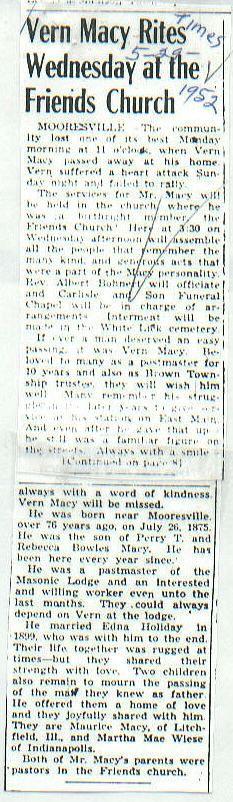 Times
5-29-
1952
Vern Macy Rites
Wednesday at the
Friends Church
MOORESVILLE - The commun-
ity lost one of its best Monday
morning at 11 o'clock, when Vern
Macy passed away at his home.
Vern suffered a heart attack Sun-
day night and failed to rally.
The services for Mr. Macy will
be held in the church, where he
was a birthright member, the
Friends Church. Here at 3:30 on
Wednesday afternoon will assemble
all the people that remember the
many kind, and generous acts that
were a part of the Macy personality.
Rev Albert Bohnet will officiate
and Carlisle and Son Funeral
Chapel will be in charge of ar-
rangements Interment will be
made in the White Lick cemetery.
If ever a man deserved an easy
passing, it was Vern Macy. Be-
loved to many as a postmaster for
10 years and also as Brown Town-
ship trustee, they will wish him
well Many remember his strug-
gles in the later years to give
at his station on East Main.
And even after he gave that up
he still was a familiar figure on
the streets. Always with a smile
[Continued on page 8]
always with a word of kindness.
Vern Macy will be missed.
He was born near Mooresville,
over 76 years ago, on July 26, 1875.
He was the son of Perry T. and
Rebecca Bowles Macy. He has
been here every year since.
He was a postmaster of the
Masonic Lodge and an interested
and willing worker even unto the
last months. They could always
depend on Vern at the lodge.
He married Edna Holiday in
1899, who was with him to the end.
Their life together was rugged at
times—but they shared their
strength with love. Two children
also remain to mourn the passing
of the man they knew as father.
He offered them a home of love
and they joyfully shared with him.
They are Maurice Macy, of Litch-
field, Ill., and Martha Mae Wiese
of Indianapolis.
Both of Mr. Macy's parents were
pastors in the Friends church.